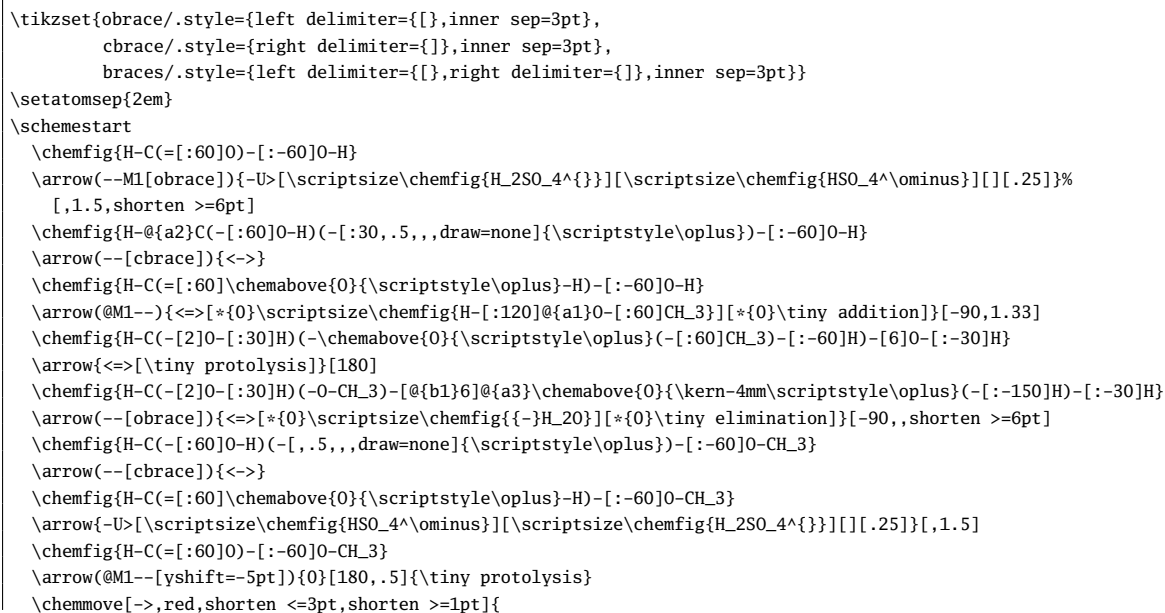 \tikzset{obrace/.style={left delimiter={[},inner sep=3pt},
         cbrace/.style={right delimiter={]},inner sep=3pt},
         braces/.style={left delimiter={[},right delimiter={]},inner sep=3pt}}
\setatomsep{2em}
\schemestart
  \chemfig{H-C(=[:60]O)-[:-60]O-H}
  \arrow(--M1[obrace]){-U>[\scriptsize\chemfig{H_2SO_4^{}}][\scriptsize\chemfig{HSO_4^\ominus}][][.25]}%
    [,1.5,shorten >=6pt]
  \chemfig{H-@{a2}C(-[:60]O-H)(-[:30,.5,,,draw=none]{\scriptstyle\oplus})-[:-60]O-H}
  \arrow(--[cbrace]){<->}
  \chemfig{H-C(=[:60]\chemabove{O}{\scriptstyle\oplus}-H)-[:-60]O-H}
  \arrow(@M1--){<=>[*{0}\scriptsize\chemfig{H-[:120]@{a1}O-[:60]CH_3}][*{0}\tiny addition]}[-90,1.33]
  \chemfig{H-C(-[2]O-[:30]H)(-\chemabove{O}{\scriptstyle\oplus}(-[:60]CH_3)-[:-60]H)-[6]O-[:-30]H}
  \arrow{<=>[\tiny protolysis]}[180]
  \chemfig{H-C(-[2]O-[:30]H)(-O-CH_3)-[@{b1}6]@{a3}\chemabove{O}{\kern-4mm\scriptstyle\oplus}(-[:-150]H)-[:-30]H}
  \arrow(--[obrace]){<=>[*{0}\scriptsize\chemfig{{-}H_2O}][*{0}\tiny elimination]}[-90,,shorten >=6pt]
  \chemfig{H-C(-[:60]O-H)(-[,.5,,,draw=none]{\scriptstyle\oplus})-[:-60]O-CH_3}
  \arrow(--[cbrace]){<->}
  \chemfig{H-C(=[:60]\chemabove{O}{\scriptstyle\oplus}-H)-[:-60]O-CH_3}
  \arrow{-U>[\scriptsize\chemfig{HSO_4^\ominus}][\scriptsize\chemfig{H_2SO_4^{}}][][.25]}[,1.5]
  \chemfig{H-C(=[:60]O)-[:-60]O-CH_3}
  \arrow(@M1--[yshift=-5pt]){0}[180,.5]{\tiny protolysis}
  \chemmove[->,red,shorten <=3pt,shorten >=1pt]{